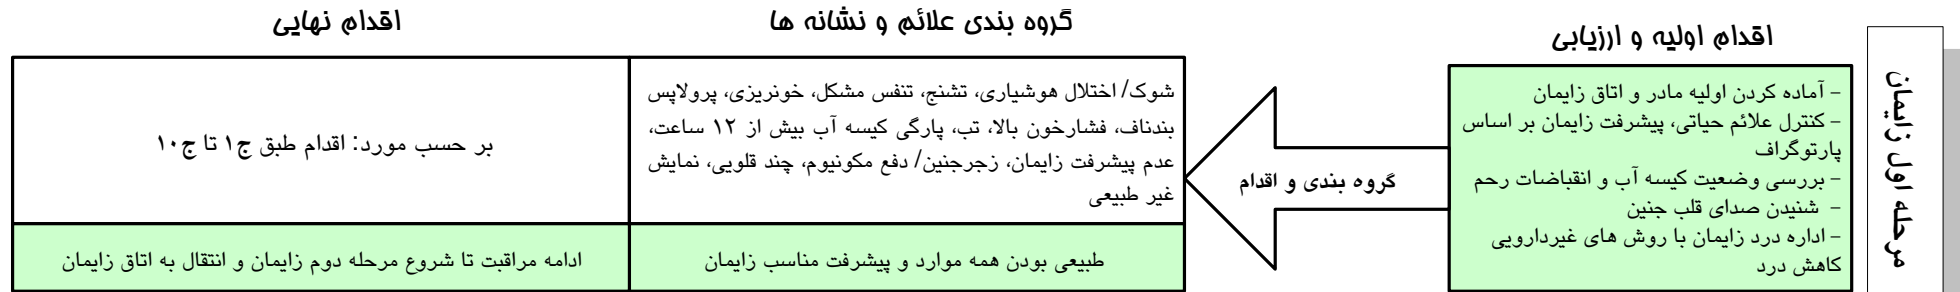 مرحله اول زایمان
اقدام اولیه و ارزیابی
- آماده کردن اولیه مادر و اتاق زایمان
- کنترل علائم حیاتی، پیشرفت زایمان بر اساس
پارتوگراف
- بررسی وضعیت کیسه آب و انقباضات رحم
- شنیدن صدای قلب جنین
- اداره درد زایمان با روش های غیردارویی
کاهش درد
گروه بندی و اقدام
گروه بندی علائم و نشانه ها
شوک/ اختلال هوشیاری، تشنج، تنفس مشکل، خونریزی، پرولاپس
بندناف، فشارخون بالا، تب، پارگی کیسه آب بیش از ۱۲ ساعت،
عدم پیشرفت زایمان، زجرجنین/ دفع مکونیوم، چند قلویی، نمایش
غیر طبیعی
طبیعی بودن همه موارد و پیشرفت مناسب زایمان
اقدام نهایی
بر حسب مورد: اقدام طبق ج۱ تا ج۱۰
ادامه مراقبت تا شروع مرحله دوم زایمان و انتقال به اتاق زایمان